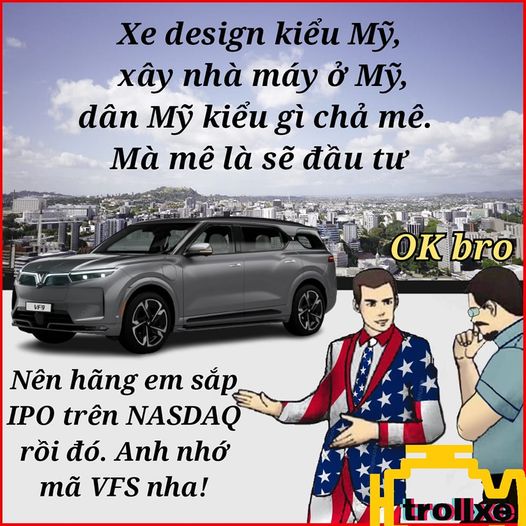 Xe design kiểu Mỹ,
xây nhà máy ở Mỹ,
dân Mỹ kiểu gì chả mê.
Mà mê là sẽ đầu tư
OK bro
VF9
Nên hãng em sắp
IPO trên NASDAQ
rồi đó. Anh nhớ
mã VFS nha!
trollxe